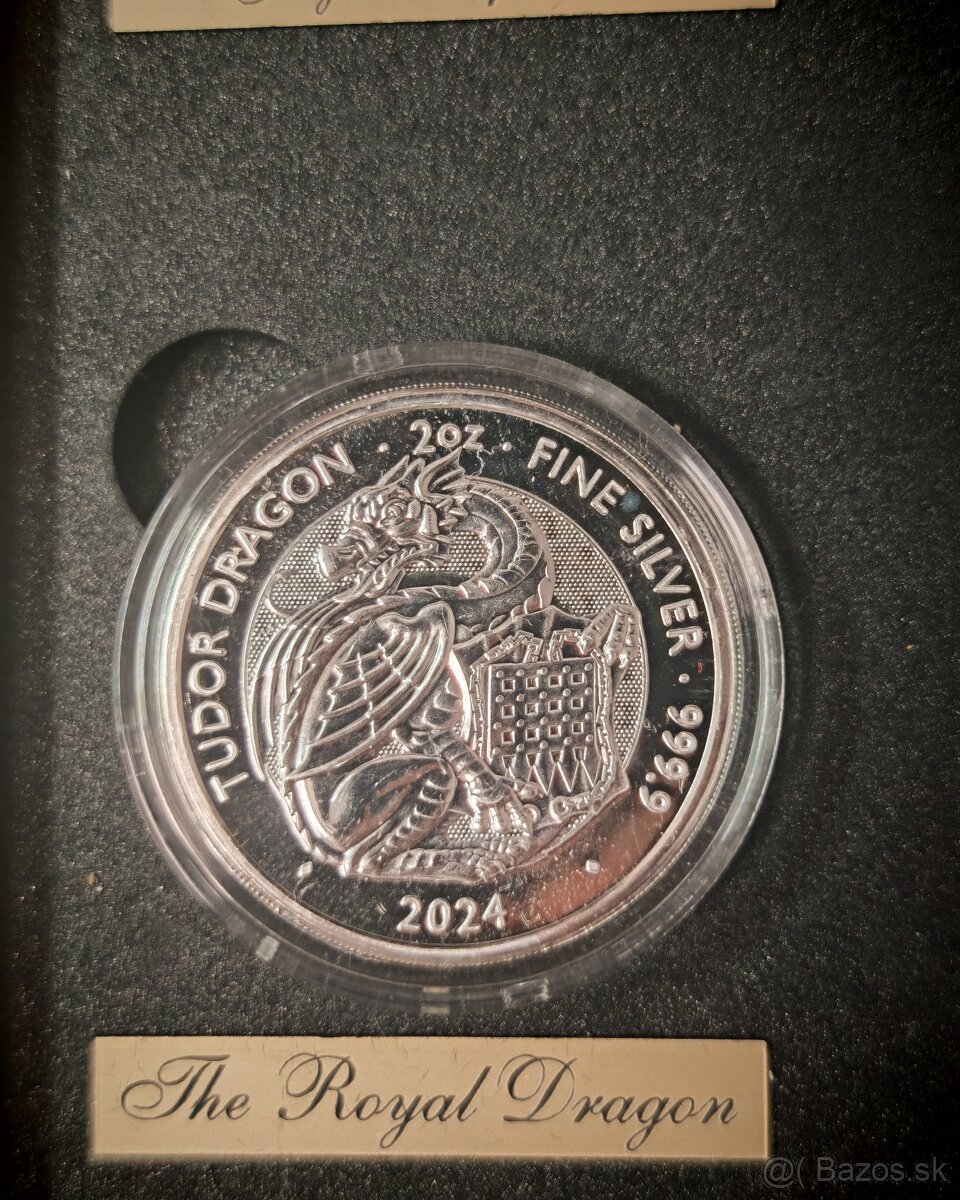 TUDOR DRAGON · 2OZ · FINE SILVER · 999.9
2024
The Royal Dragon
@( Bazos.sk